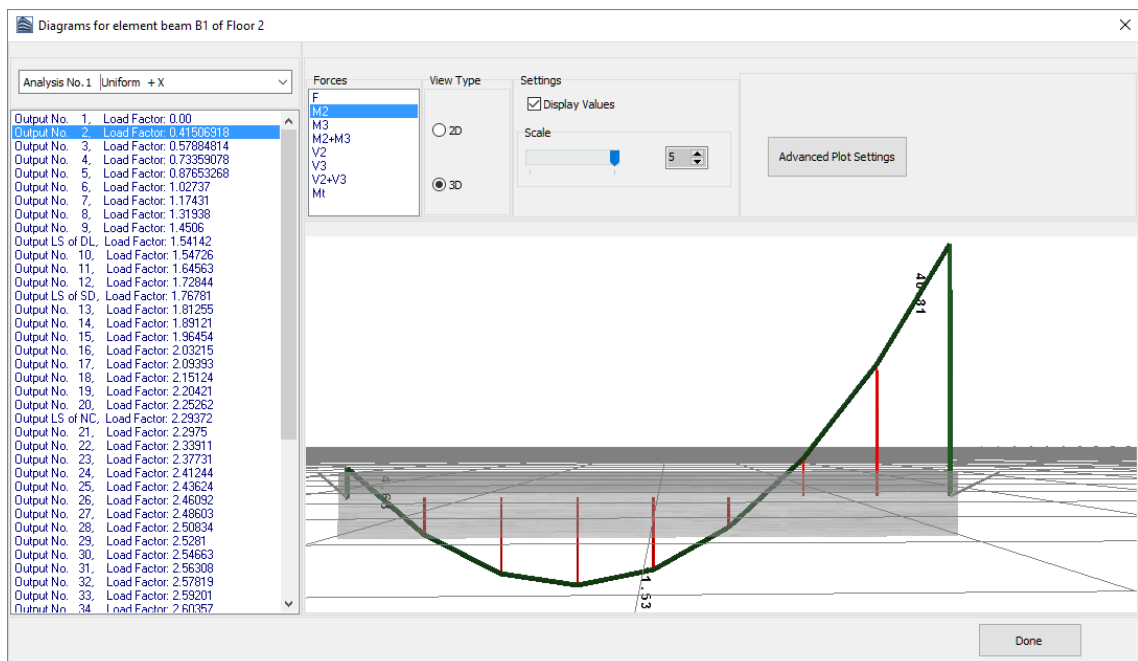 Diagrams for element beam B1 of Floor 2
Analysis No.1 |Uniform +X
Output No. 1, Load Factor: 0.00
Output No. 2, Load Factor: 0.41506918
Output No. 3, Load Factor: 0.57884814
Output No. 4, Load Factor: 0.73359078
Output No. 5, Load Factor: 0.87653268
Output No. 6, Load Factor: 1.02737
Output No. 7, Load Factor: 1.17431
Output No. 8, Load Factor: 1.31938
Output No. 9, Load Factor: 1.4506
Output LS of DL, Load Factor: 1.54142
Output No. 10, Load Factor: 1.54726
Output No. 11, Load Factor: 1.64563
Output No. 12, Load Factor: 1.72844
Output LS of SD, Load Factor: 1.76781
Output No. 13, Load Factor: 1.81255
Output No. 14, Load Factor: 1.89121
Output No. 15, Load Factor: 1.96454
Output No. 16, Load Factor: 2.03215
Output No. 17, Load Factor: 2.09393
Output No. 18, Load Factor: 2.15124
Output No. 19, Load Factor: 2.20421
Output No. 20, Load Factor: 2.25262
Output LS of NC, Load Factor: 2.29372
Output No. 21, Load Factor: 2.2975
Output No. 22, Load Factor: 2.33911
Output No. 23, Load Factor: 2.37731
Output No. 24, Load Factor: 2.41244
Output No. 25, Load Factor: 2.43624
Output No. 26, Load Factor: 2.46092
Output No. 27, Load Factor: 2.48603
Output No. 28, Load Factor: 2.50834
Output No. 29, Load Factor: 2.5281
Output No. 30, Load Factor: 2.54663
Output No. 31, Load Factor: 2.56308
Output No. 32, Load Factor: 2.57819
Output No. 33, Load Factor: 2.59201
Output No. 34, Load Factor: 2.60357
Forces
F
M2
M3
M2+M3
V2
V3
V2+V3
Mt
View Type
2D
3D
Settings
Display Values
Scale
5
Advanced Plot Settings
Done